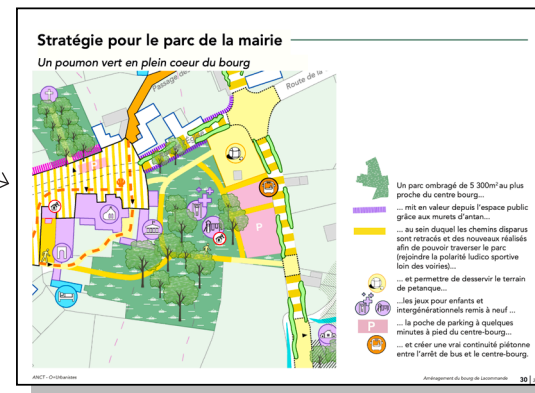 Stratégie pour le parc de la mairie
Un poumon vert en plein coeur du bourg
Passage des
Route de la
Eglise
P
P
Un parc ombragé de 5 300m² au plus
proche du centre bourg...
... mit en valeur depuis l'espace public
grâce aux murets d'antan...
... au sein duquel les chemins disparus
sont retracés et des nouveaux réalisés
afin de pouvoir traverser le parc
(rejoindre la polarité ludico sportive
loin des voiries)...
... et permettre de desservir le terrain
de petanque...
...les jeux pour enfants et
intergénérationnels remis à neuf ...
P
... la poche de parking à quelques
minutes à pied du centre-bourg...
... et créer une vrai continuité piétonne
entre l'arrêt de bus et le centre-bourg.
ANCT - O+Urbanistes
Aménagement du bourg de Lacommande
30